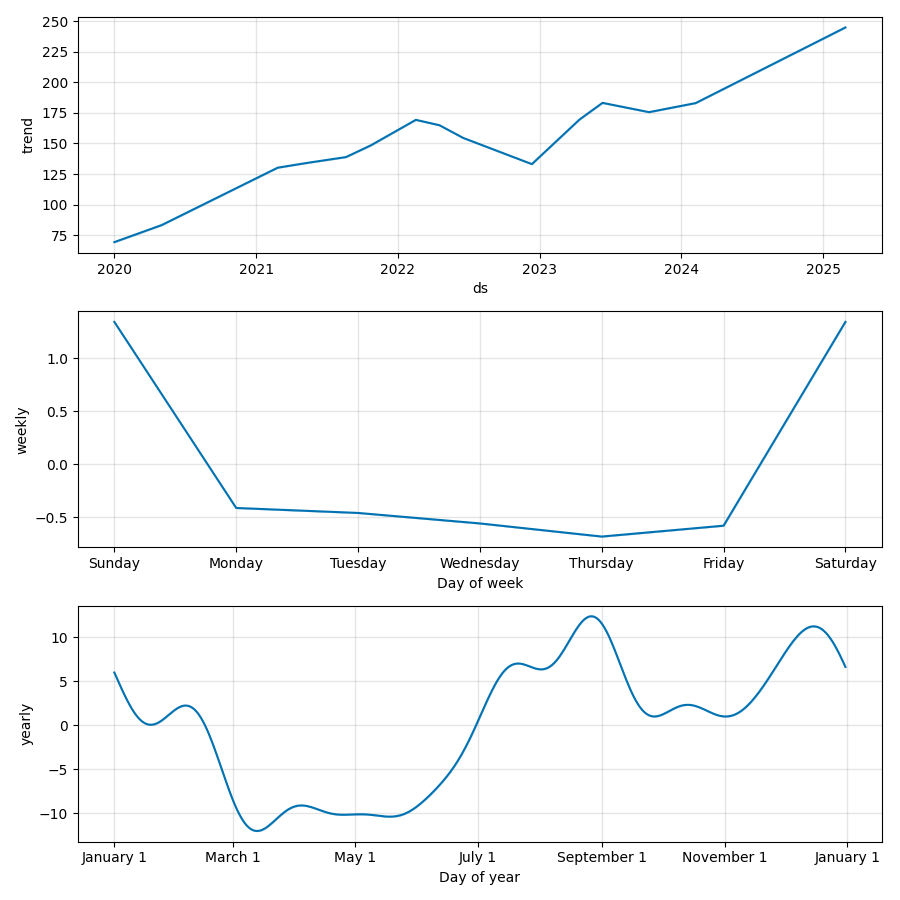 250
225
200
175
150
125
100
75
trend
2020 2021 2022 2023 2024 2025
ds
1.0
0.5
0.0
−0.5
weekly
Sunday Monday Tuesday Wednesday Thursday Friday Saturday
Day of week
10
5
0
−5
−10
yearly
January 1 March 1 May 1 July 1 September 1 November 1 January 1
Day of year